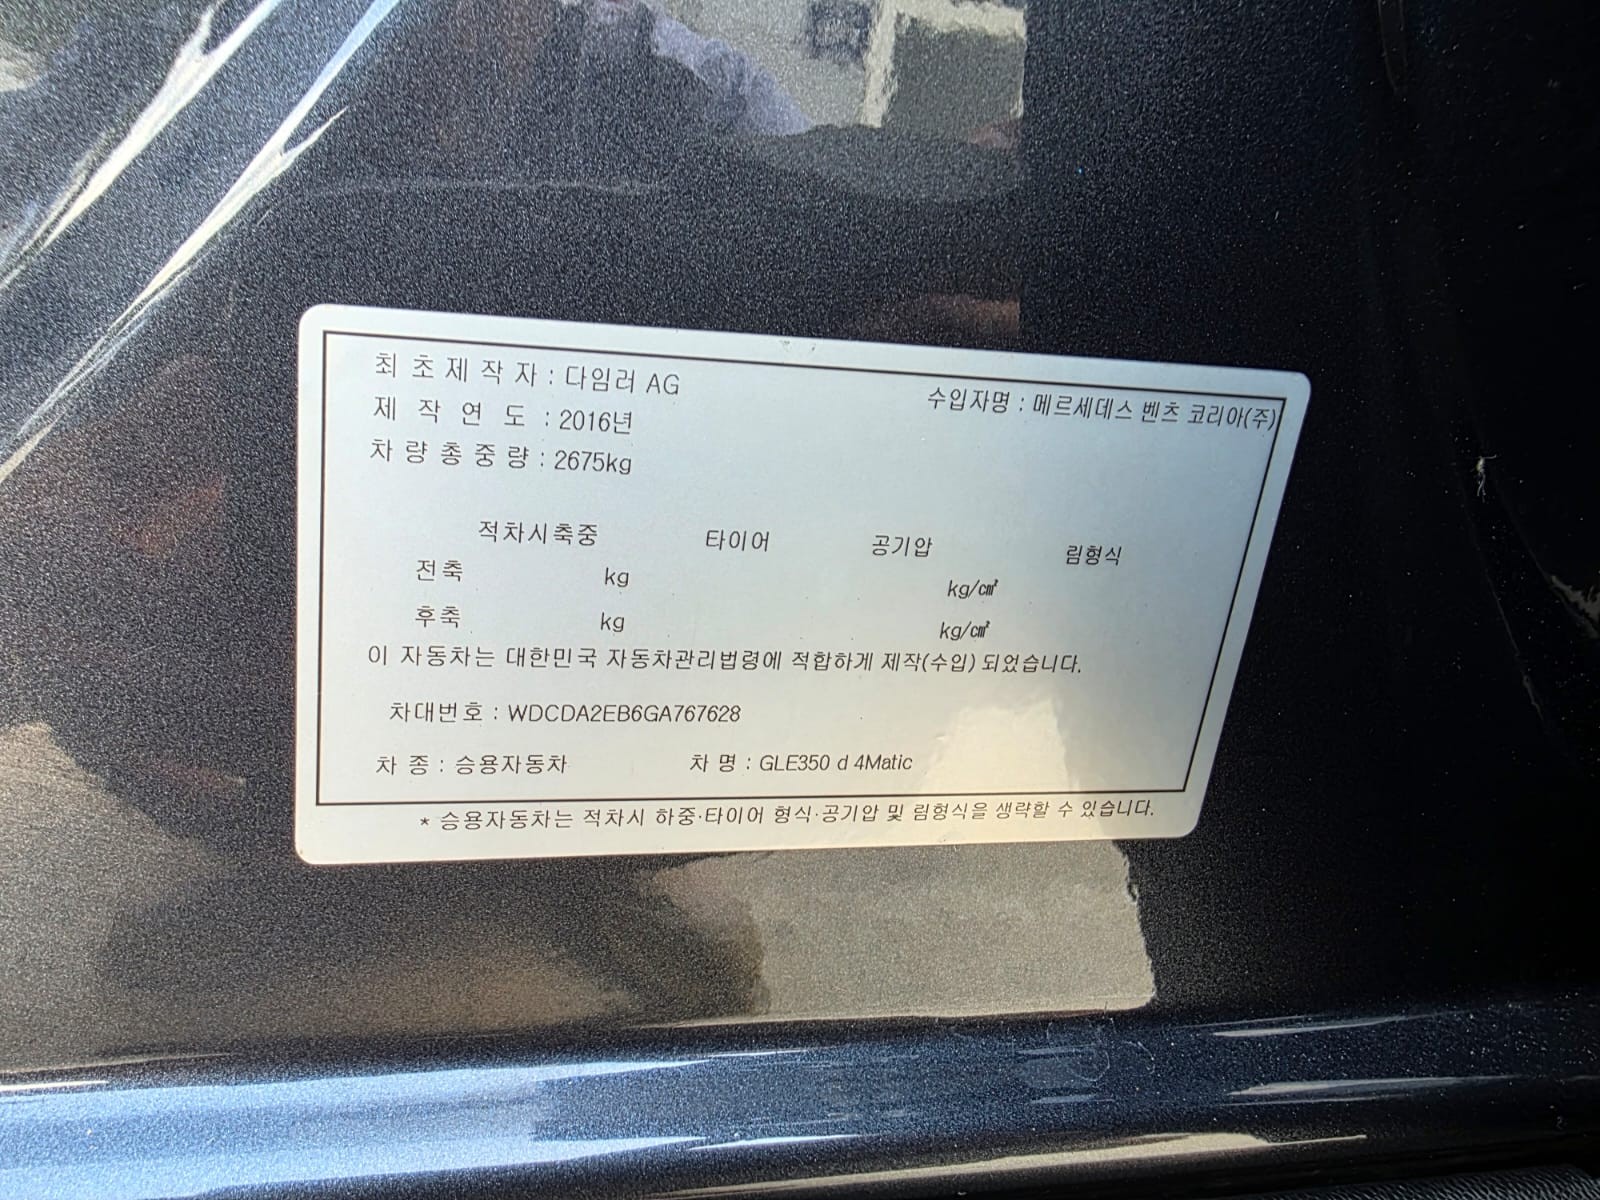 최초제작자 : 다임러 AG
수입자명 : 메르세데스 벤츠 코리아(주)
제작연도 : 2016년
차량총중량 : 2675kg
적차시축중 타이어 공기압 림형식
전축 kg kg/㎠
후축 kg kg/㎠
이 자동차는 대한민국 자동차관리법령에 적합하게 제작(수입) 되었습니다.
차대번호 : WDCDA2EB6GA767628
차종 : 승용자동차 차명 : GLE350 d 4Matic
* 승용자동차는 적차시 하중·타이어 형식·공기압 및 림형식을 생략할 수 있습니다.